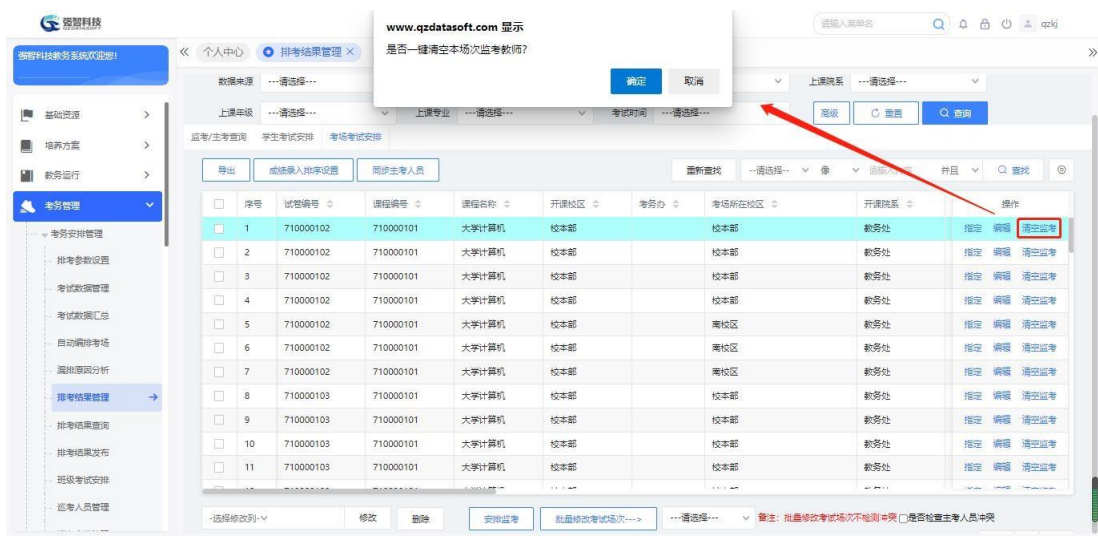 强智科技
QZDATASOFT
www.qzdatasoft.com 显示
是否一键清空本场次监考教师?
确定 取消
请输入菜单名 qzkj
强智科技教务系统欢迎您!
个人中心 排考结果管理 ×
数据来源 ---请选择--- 上课院系 ---请选择---
上课年级 ---请选择--- 上课专业 ---请选择--- 考试时间 ---请选择--- 高级 重置 查询
监考/主考查询 学生考试安排 考场考试安排
导出 成绩录入排序设置 同步主考人员 重新查找 --请选择-- 像 并且 查找
序号 试卷编号 课程编号 课程名称 开课校区 考务办 考场所在校区 开课院系 操作
1 710000102 710000101 大学计算机 校本部 校本部 教务处 指定 编辑 清空监考
2 710000102 710000101 大学计算机 校本部 校本部 教务处 指定 编辑 清空监考
3 710000102 710000101 大学计算机 校本部 校本部 教务处 指定 编辑 清空监考
4 710000102 710000101 大学计算机 校本部 校本部 教务处 指定 编辑 清空监考
5 710000102 710000101 大学计算机 校本部 南校区 教务处 指定 编辑 清空监考
6 710000102 710000101 大学计算机 校本部 南校区 教务处 指定 编辑 清空监考
7 710000102 710000101 大学计算机 校本部 南校区 教务处 指定 编辑 清空监考
8 710000103 710000101 大学计算机 校本部 校本部 教务处 指定 编辑 清空监考
9 710000103 710000101 大学计算机 校本部 校本部 教务处 指定 编辑 清空监考
10 710000103 710000101 大学计算机 校本部 校本部 教务处 指定 编辑 清空监考
11 710000103 710000101 大学计算机 校本部 校本部 教务处 指定 编辑 清空监考
-选择修改列- 修改 删除 安排监考 批量修改考试场次---> ---请选择--- 备注：批量修改考试场次不检测冲突 是否检查主考人员冲突
基础资源
培养方案
教务运行
考务管理
考务安排管理
排考参数设置
考试数据管理
考试数据汇总
自动编排考场
漏排原因分析
排考结果管理
排考结果查询
排考结果发布
班级考试安排
巡考人员管理